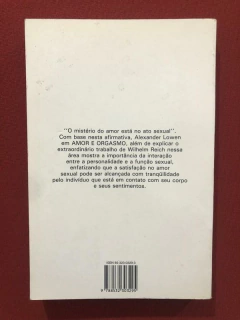 "O mistério do amor está no ato sexual".
Com base nesta afirmativa, Alexander Lowen
em AMOR E ORGASMO, além de explicar o
extraordinário trabalho de Wilhelm Reich nessa
área mostra a importância da interação
entre a personalidade e a função sexual,
enfatizando que a satisfação no amor
sexual pode ser alcançada com tranqüilidade
pelo indivíduo que está em contato com seu corpo
e seus sentimentos.